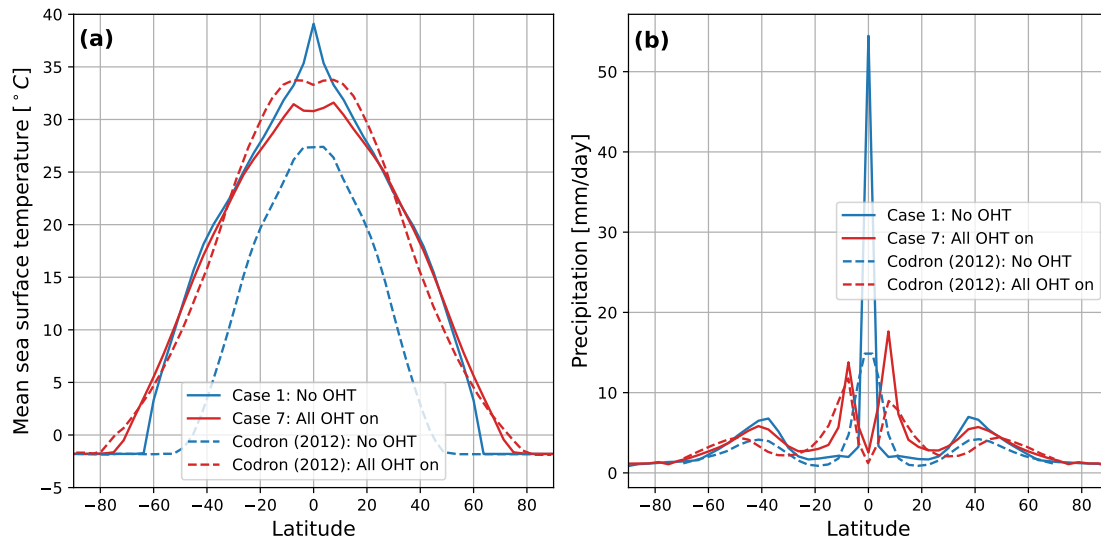 (a)
Mean sea surface temperature [°C]
40
35
30
25
20
15
10
5
0
−5
−80 −60 −40 −20 0 20 40 60 80
Latitude
Case 1: No OHT
Case 7: All OHT on
Codron (2012): No OHT
Codron (2012): All OHT on
(b)
Precipitation [mm/day]
50
40
30
20
10
0
−80 −60 −40 −20 0 20 40 60 80
Latitude
Case 1: No OHT
Case 7: All OHT on
Codron (2012): No OHT
Codron (2012): All OHT on